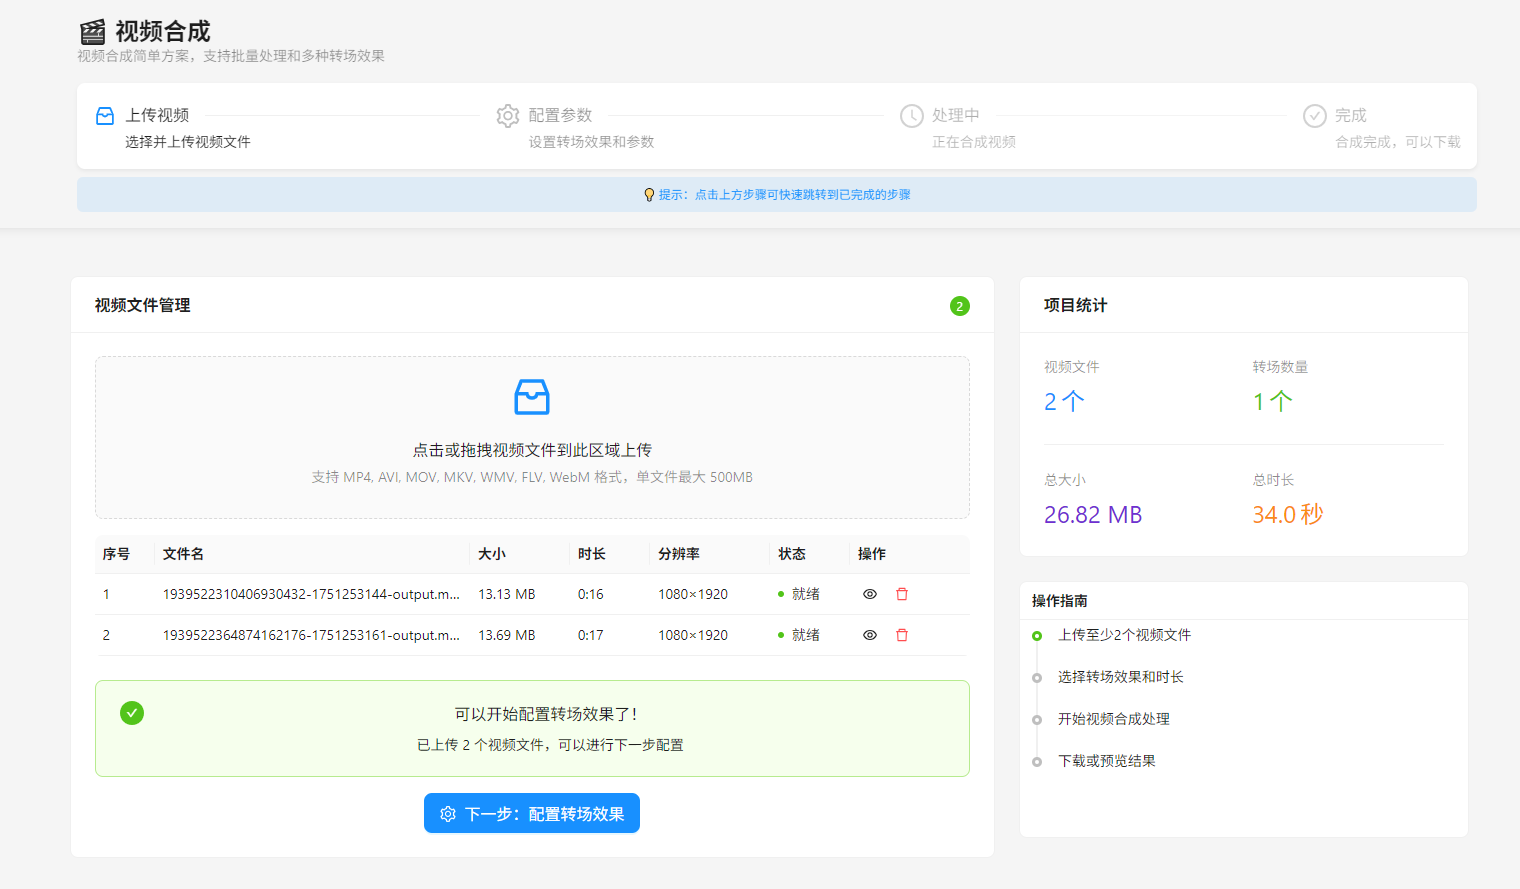 视频合成
视频合成简单方案，支持批量处理和多种转场效果
上传视频
选择并上传视频文件
配置参数
设置转场效果和参数
处理中
正在合成视频
完成
合成完成，可以下载
提示：点击上方步骤可快速跳转到已完成的步骤
视频文件管理
2
点击或拖拽视频文件到此区域上传
支持 MP4, AVI, MOV, MKV, WMV, FLV, WebM 格式，单文件最大 500MB
序号 文件名 大小 时长 分辨率 状态 操作
1 1939522310406930432-1751253144-output.m... 13.13 MB 0:16 1080×1920 就绪
2 1939522364874162176-1751253161-output.m... 13.69 MB 0:17 1080×1920 就绪
可以开始配置转场效果了！
已上传 2 个视频文件，可以进行下一步配置
下一步：配置转场效果
项目统计
视频文件
2 个
转场数量
1 个
总大小
26.82 MB
总时长
34.0 秒
操作指南
上传至少2个视频文件
选择转场效果和时长
开始视频合成处理
下载或预览结果